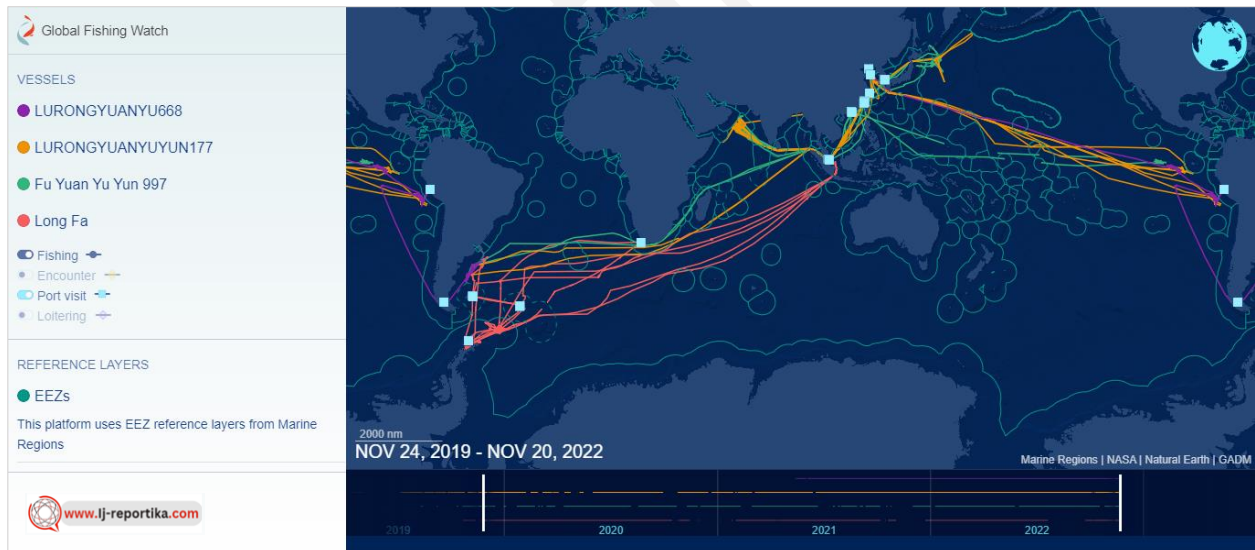 Global Fishing Watch
VESSELS
LURONGYUANYU668
LURONGYUANYUYUN177
Fu Yuan Yu Yun 997
Long Fa
Fishing
Encounter
Port visit
Loitering
REFERENCE LAYERS
EEZs
This platform uses EEZ reference layers from Marine
Regions
www.lj-reportika.com
2000 nm
NOV 24, 2019 - NOV 20, 2022
Marine Regions | NASA | Natural Earth | GADM
2019 2020 2021 2022